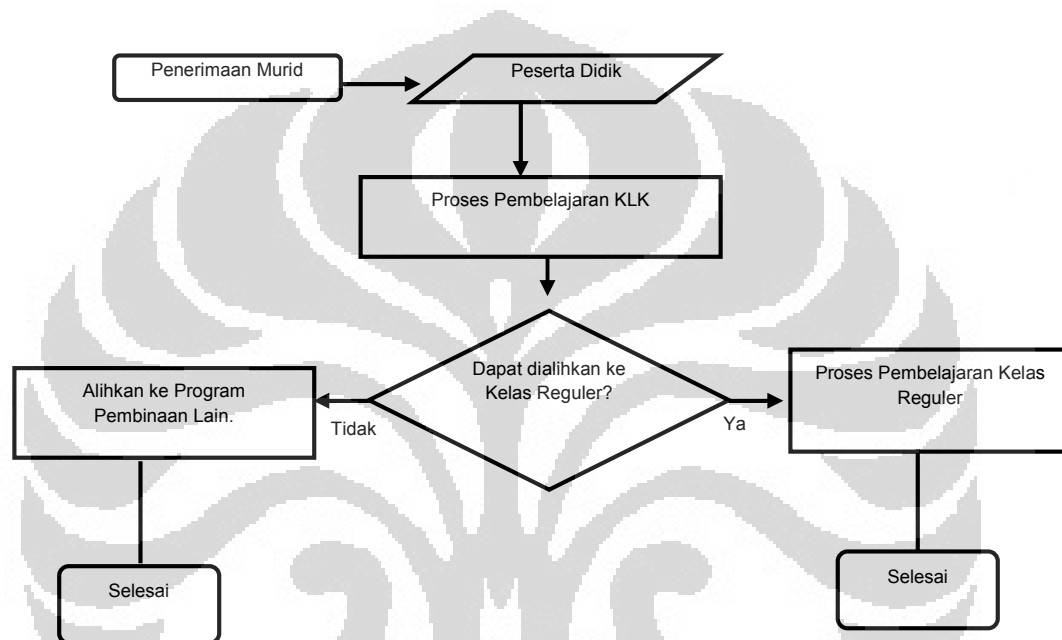 Penerimaan Murid
Peserta Didik
Proses Pembelajaran KLK
Dapat dialihkan ke
Kelas Reguler?
Alihkan ke Program
Pembinaan Lain.
Tidak
Ya
Proses Pembelajaran Kelas
Reguler
Selesai
Selesai